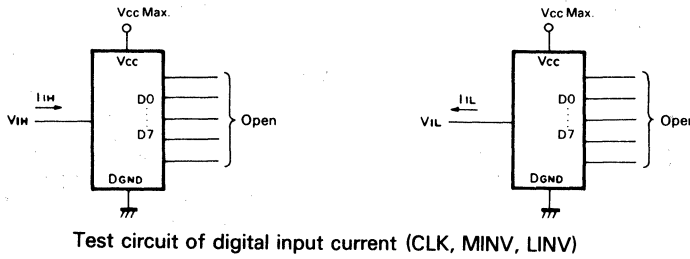 Vcc Max.
Vcc
IIH
VIH
D0
D7
Open
DGND
Vcc Max.
Vcc
IIL
VIL
D0
D7
Open
DGND
Test circuit of digital input current (CLK, MINV, LINV)